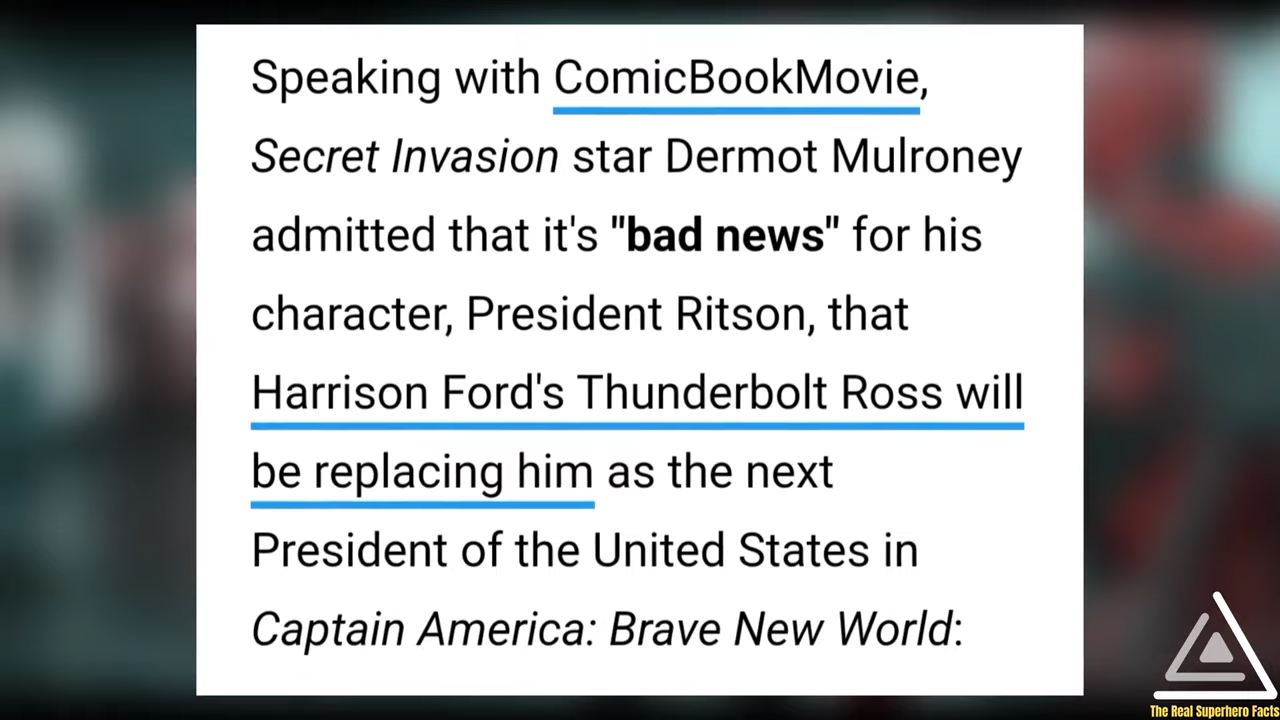 Speaking with ComicBookMovie,
Secret Invasion star Dermot Mulroney
admitted that it's "bad news" for his
character, President Ritson, that
Harrison Ford's Thunderbolt Ross will
be replacing him as the next
President of the United States in
Captain America: Brave New World:
The Real Superhero Facts